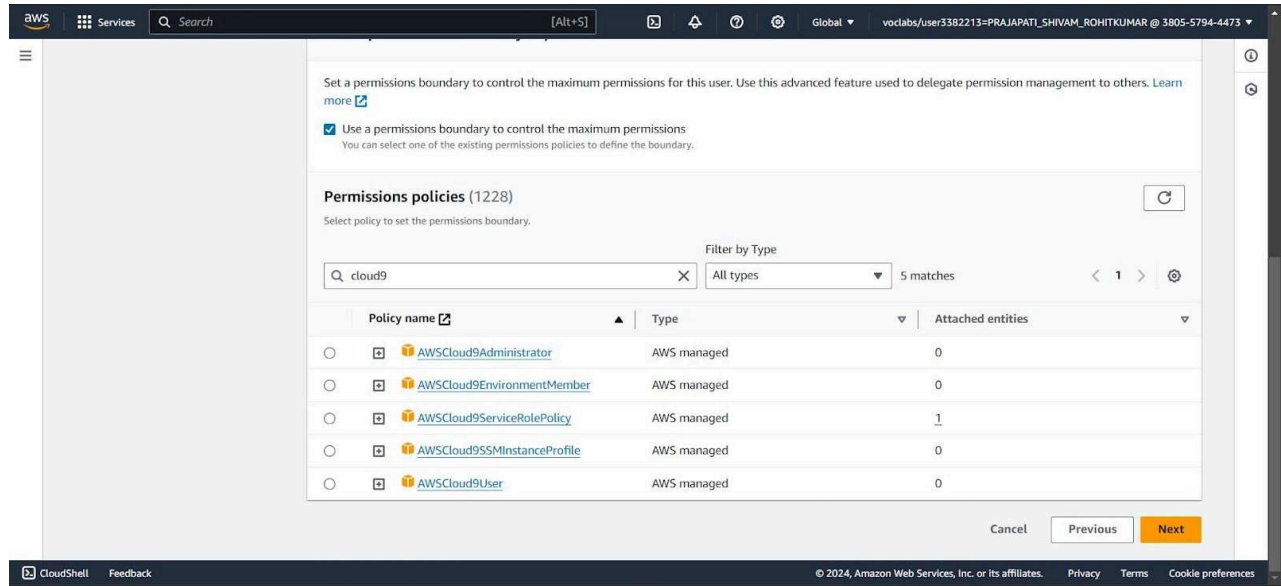 aws Services Search [Alt+S] Global voclabs/user3382213=PRAJAPATI_SHIVAM_ROHITKUMAR @ 3805-5794-4473
Set a permissions boundary to control the maximum permissions for this user. Use this advanced feature used to delegate permission management to others. Learn
more
Use a permissions boundary to control the maximum permissions
You can select one of the existing permissions policies to define the boundary.
Permissions policies (1228)
Select policy to set the permissions boundary.
Filter by Type
cloud9 All types 5 matches 1
Policy name Type Attached entities
AWSCloud9Administrator AWS managed 0
AWSCloud9EnvironmentMember AWS managed 0
AWSCloud9ServiceRolePolicy AWS managed 1
AWSCloud9SSMInstanceProfile AWS managed 0
AWSCloud9User AWS managed 0
Cancel Previous Next
CloudShell Feedback © 2024, Amazon Web Services, Inc. or its affiliates. Privacy Terms Cookie preferences